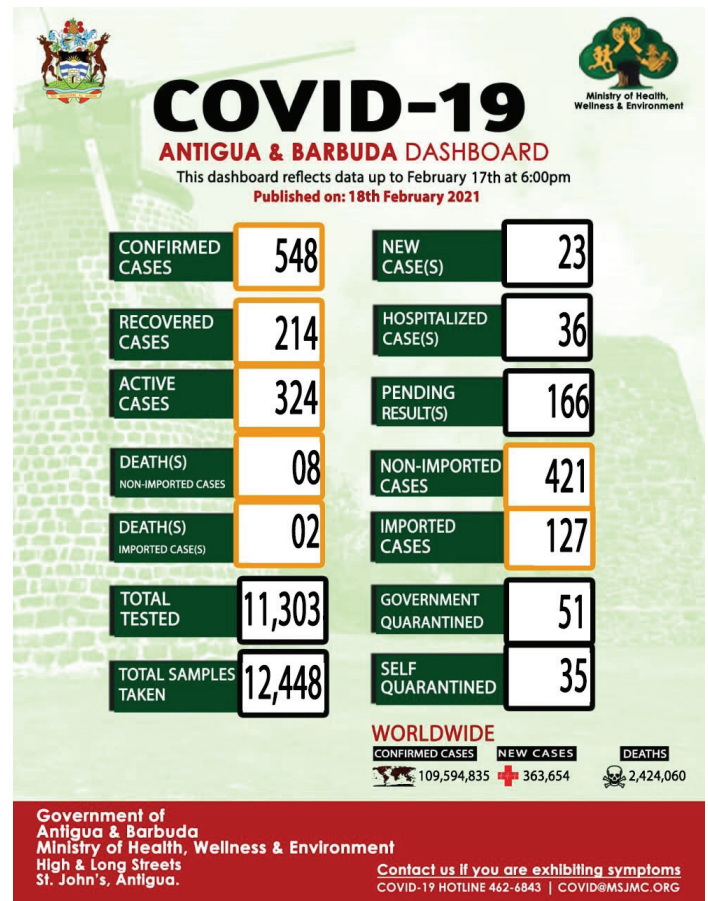 Ministry of Health,
Wellness & Environment
COVID-19
ANTIGUA & BARBUDA DASHBOARD
This dashboard reflects data up to February 17th at 6:00pm
Published on: 18th February 2021
CONFIRMED
CASES
548
RECOVERED
CASES
214
ACTIVE
CASES
324
DEATH(S)
NON-IMPORTED CASES
08
DEATH(S)
IMPORTED CASE(S)
02
TOTAL
TESTED
11,303
TOTAL SAMPLES
TAKEN
12,448
NEW
CASE(S)
23
HOSPITALIZED
CASE(S)
36
PENDING
RESULT(S)
166
NON-IMPORTED
CASES
421
IMPORTED
CASES
127
GOVERNMENT
QUARANTINED
51
SELF
QUARANTINED
35
WORLDWIDE
CONFIRMED CASES NEW CASES DEATHS
109,594,835 363,654 2,424,060
Government of
Antigua & Barbuda
Ministry of Health, Wellness & Environment
High & Long Streets
St. John's, Antigua.
Contact us if you are exhibiting symptoms
COVID-19 HOTLINE 462-6843 | COVID@MSJMC.ORG